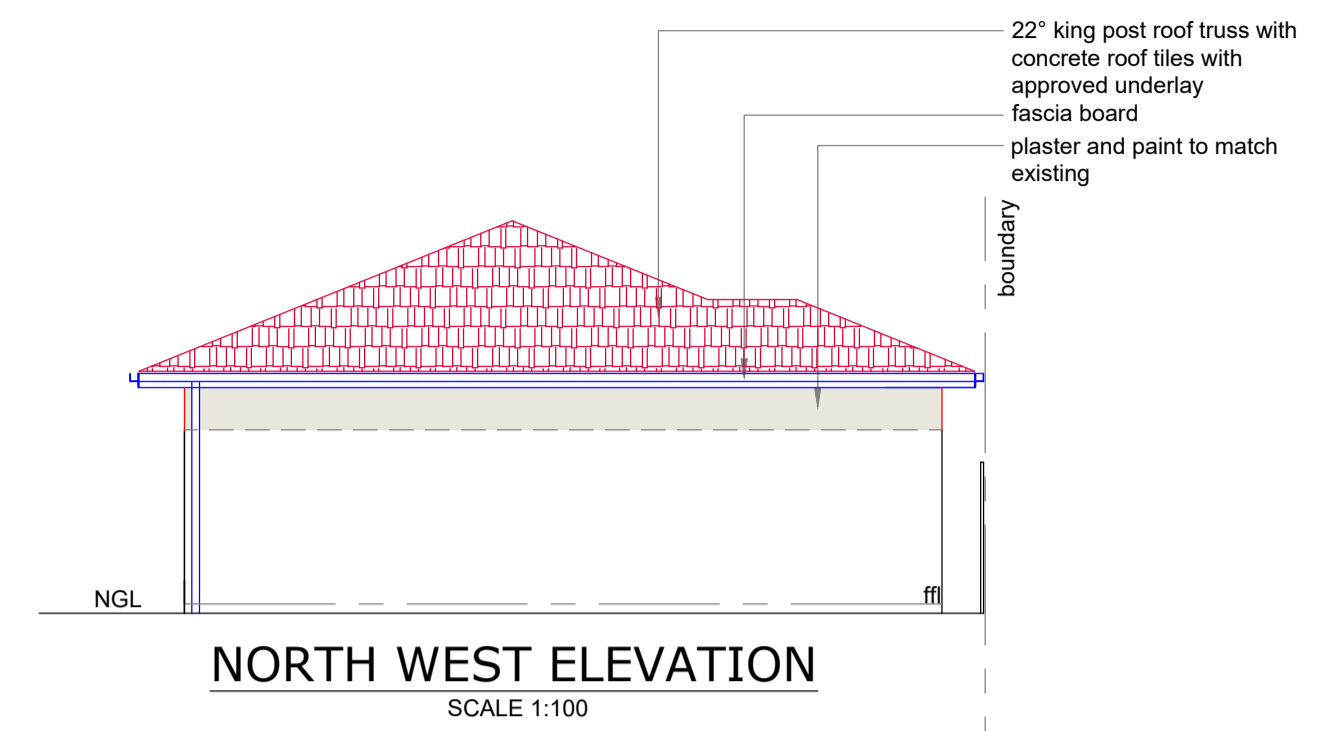 22° king post roof truss with
concrete roof tiles with
approved underlay
fascia board
plaster and paint to match
existing
boundary
NGL
ffl
NORTH WEST ELEVATION
SCALE 1:100